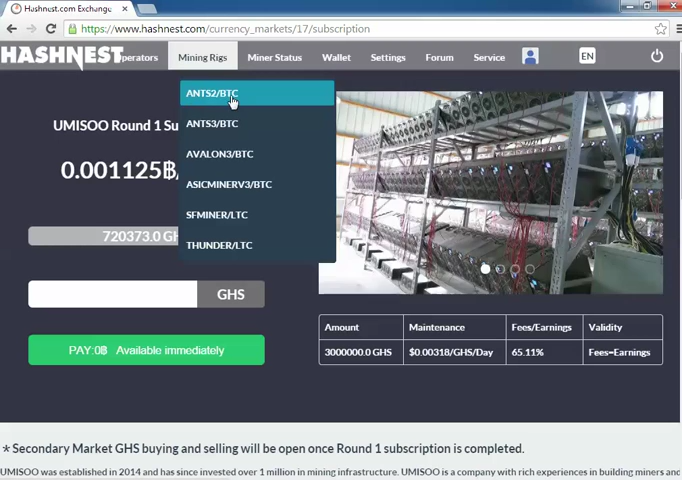 Hashnest.com Exchange
https://www.hashnest.com/currency_markets/17/subscription
HASHNEST
Mining Rigs
Miner Status
Wallet
Settings
Forum
Service
EN
ANTS2/BTC
ANTS3/BTC
AVALON3/BTC
ASICMINERV3/BTC
SFMINER/LTC
THUNDER/LTC
UMISOO Round 1
0.001125฿/
720373.0 GH
GHS
PAY:0฿ Available immediately
Amount Maintenance Fees/Earnings Validity
3000000.0 GHS $0.00318/GHS/Day 65.11% Fees=Earnings
* Secondary Market GHS buying and selling will be open once Round 1 subscription is completed.
UMISOO was established in 2014 and has since invested over 1 million in mining infrastructure. UMISOO is a company with rich experiences in building miners and